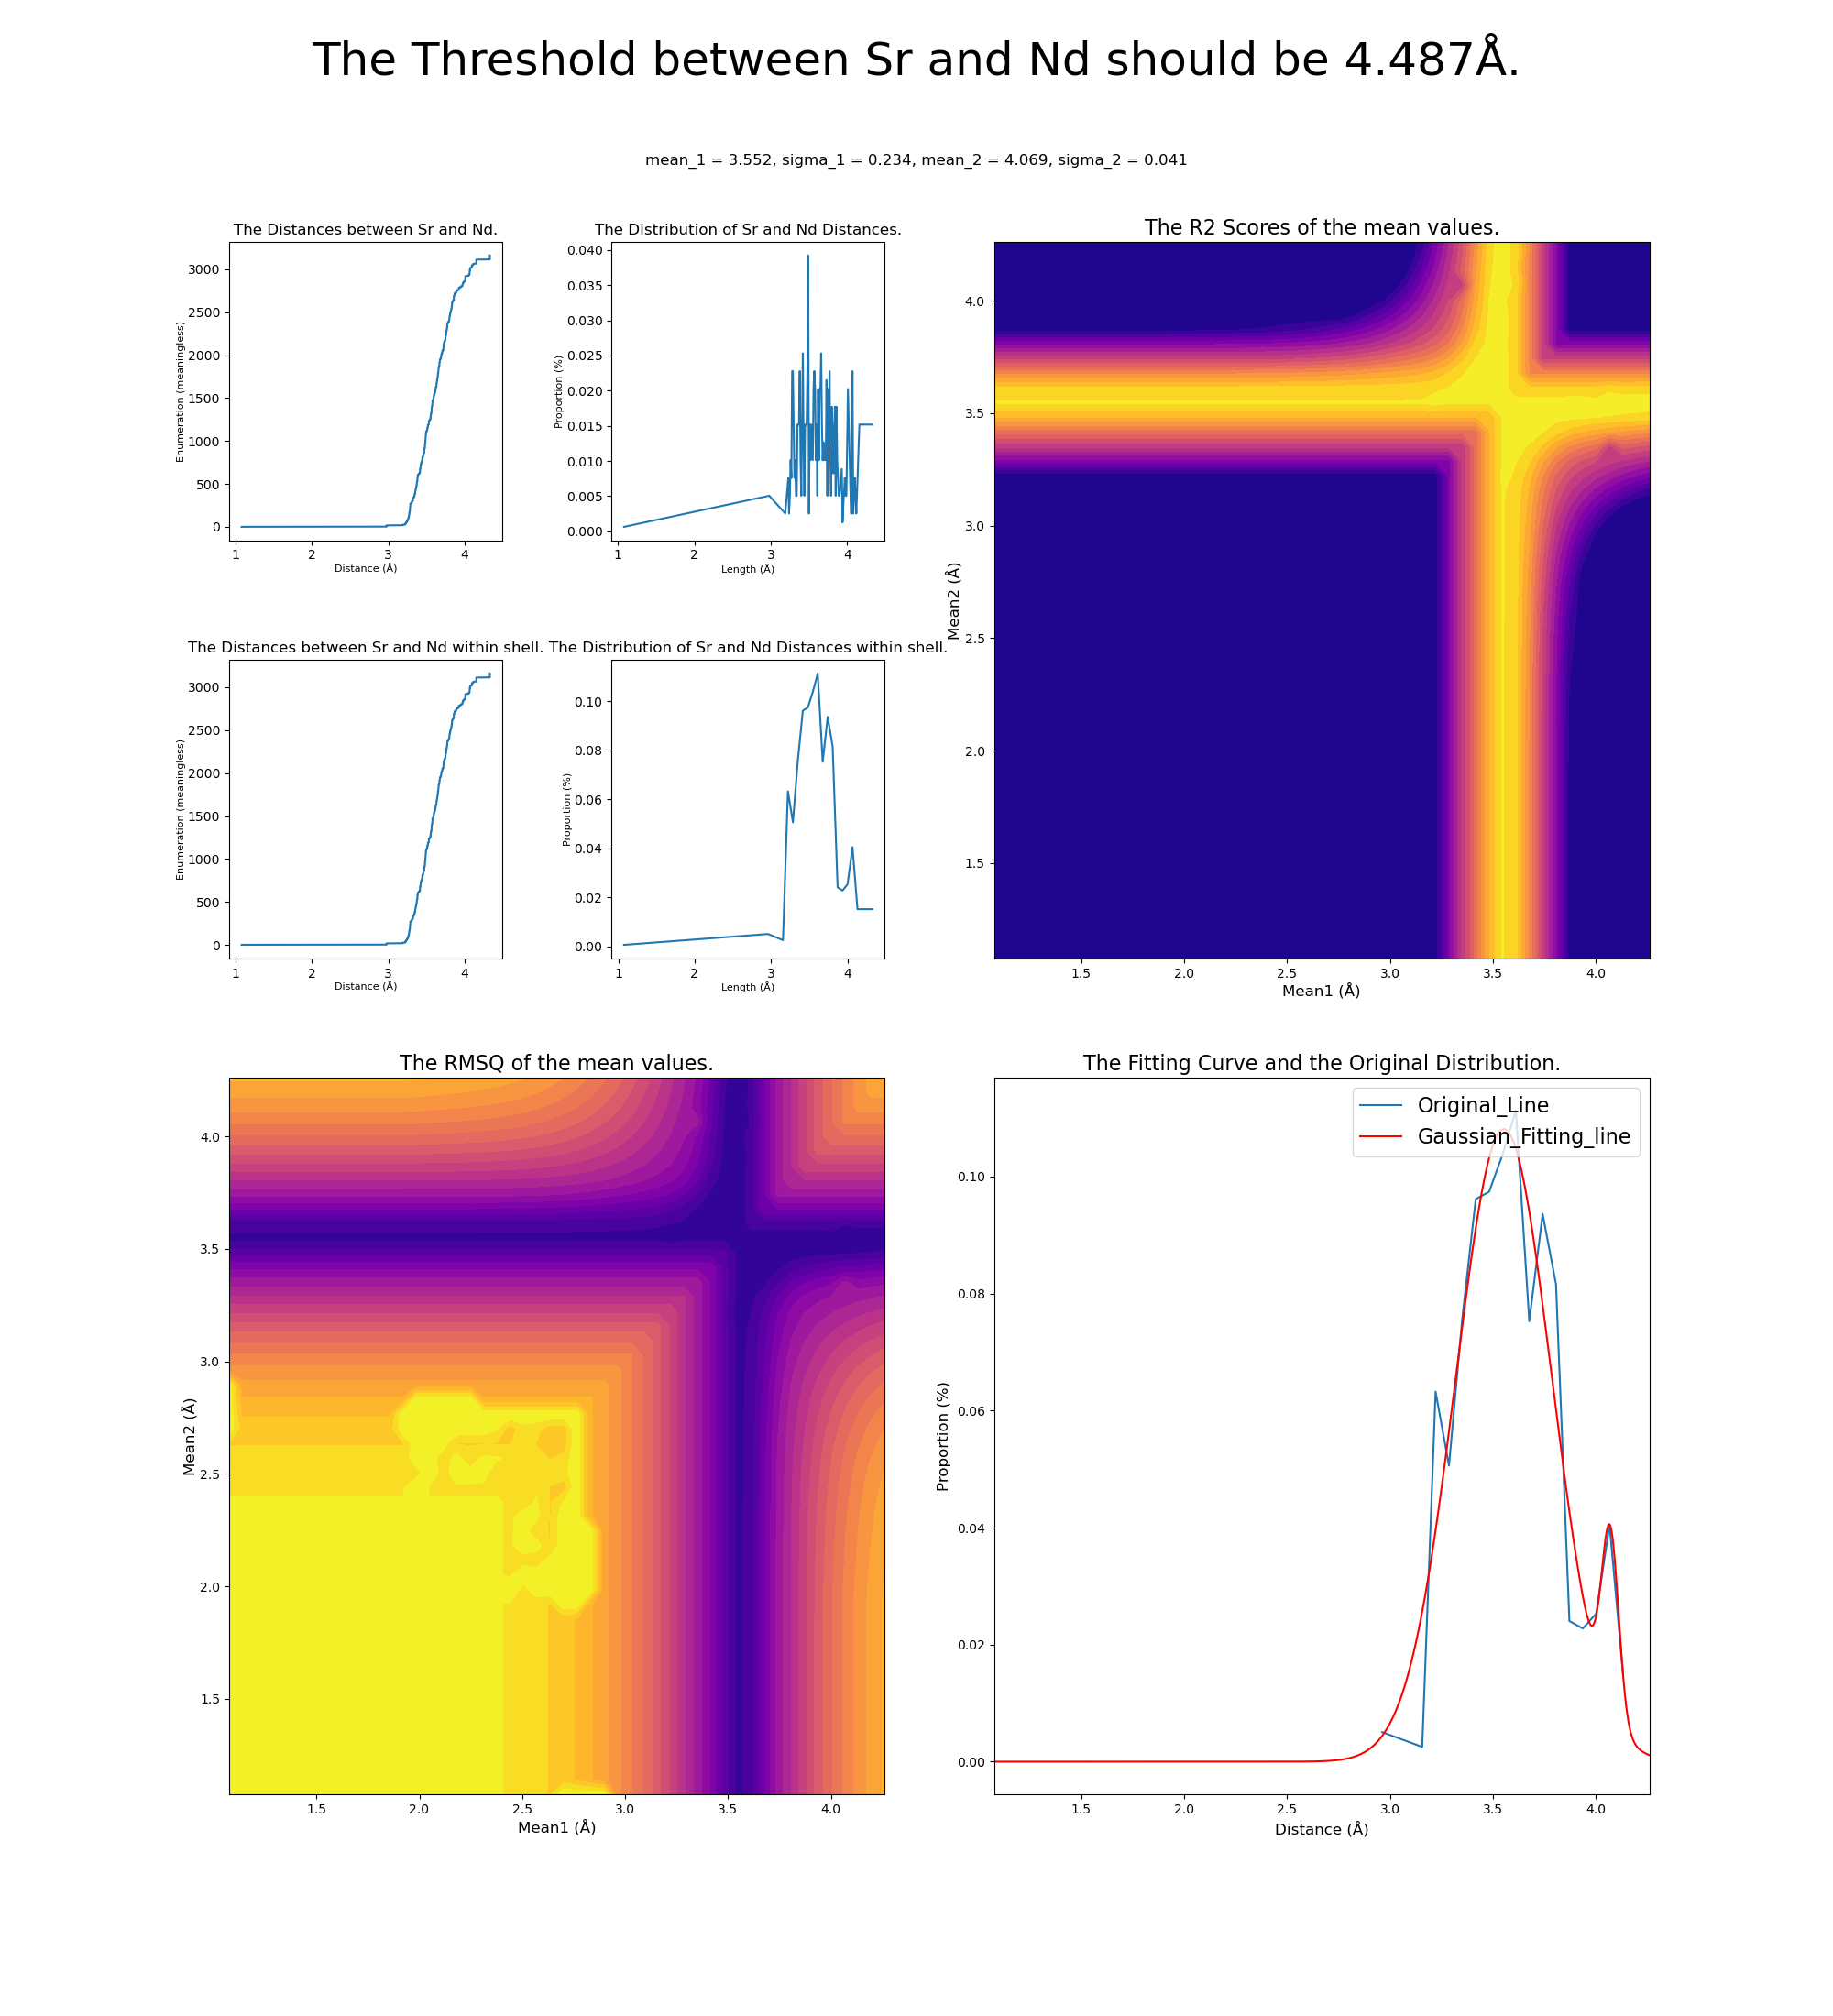 The Threshold between Sr and Nd should be 4.487Å.
mean_1 = 3.552, sigma_1 = 0.234, mean_2 = 4.069, sigma_2 = 0.041
The Distances between Sr and Nd.
Enumeration (meaningless)
3000
2500
2000
1500
1000
500
0
1 2 3 4
Distance (Å)
The Distribution of Sr and Nd Distances.
Proportion (%)
0.040
0.035
0.030
0.025
0.020
0.015
0.010
0.005
0.000
1 2 3 4
Length (Å)
The R2 Scores of the mean values.
Mean2 (Å)
4.0
3.5
3.0
2.5
2.0
1.5
1.5 2.0 2.5 3.0 3.5 4.0
Mean1 (Å)
The Distances between Sr and Nd within shell.
Enumeration (meaningless)
3000
2500
2000
1500
1000
500
0
1 2 3 4
Distance (Å)
The Distribution of Sr and Nd Distances within shell.
Proportion (%)
0.10
0.08
0.06
0.04
0.02
0.00
1 2 3 4
Length (Å)
The RMSQ of the mean values.
Mean2 (Å)
4.0
3.5
3.0
2.5
2.0
1.5
1.5 2.0 2.5 3.0 3.5 4.0
Mean1 (Å)
The Fitting Curve and the Original Distribution.
Original_Line
Gaussian_Fitting_line
Proportion (%)
0.10
0.08
0.06
0.04
0.02
0.00
1.5 2.0 2.5 3.0 3.5 4.0
Distance (Å)